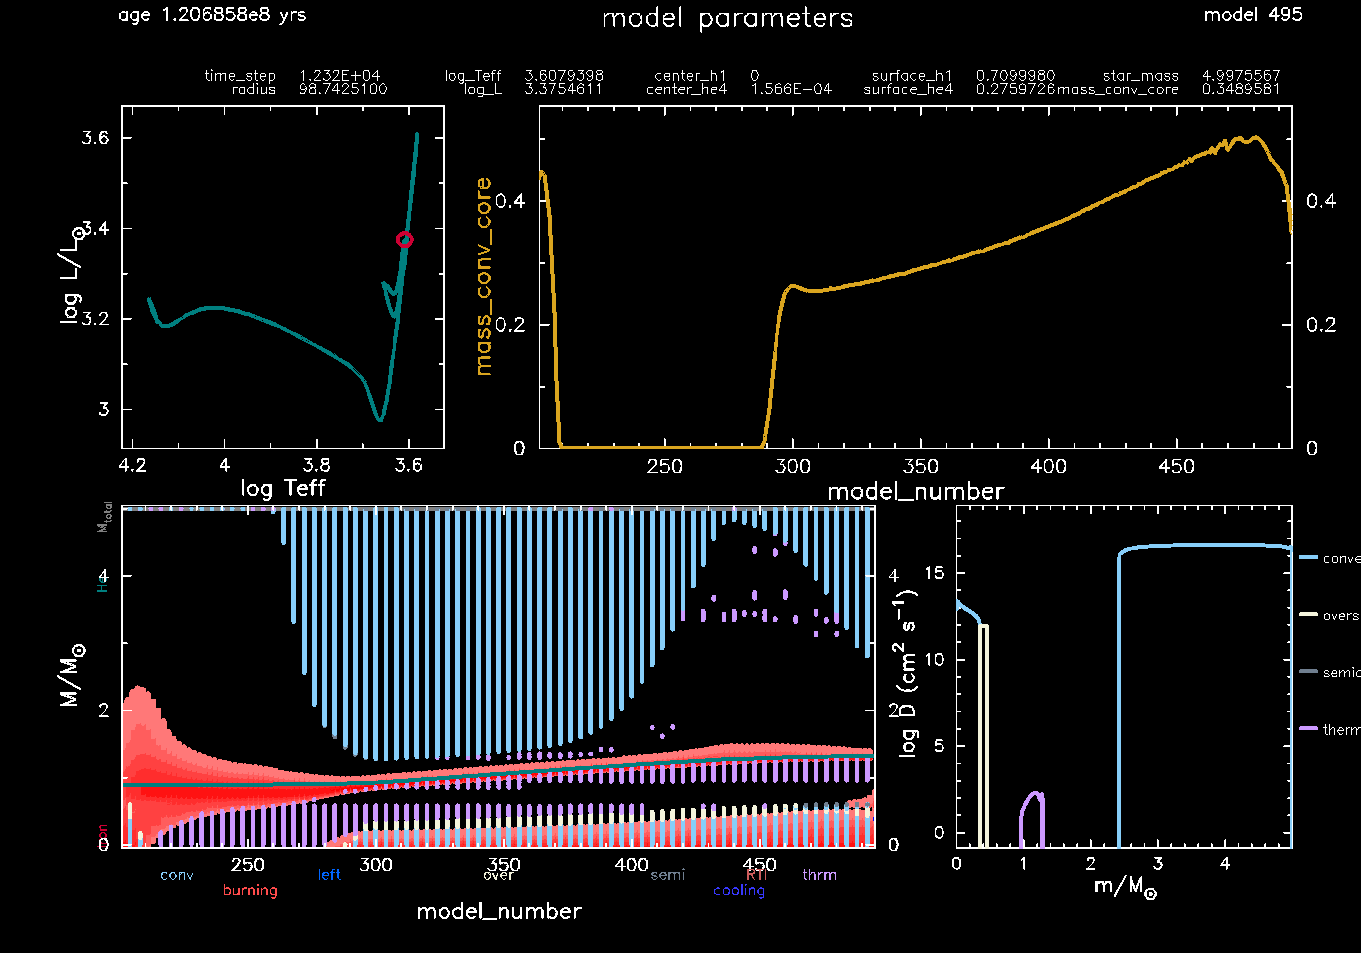 age 1.206858e8 yrs model parameters model 495
time_step 1.232E+04 log_Teff 3.6079398 center_h1 0 surface_h1 0.7099980 star_mass 4.9975567
radius 98.7425100 log_L 3.3754611 center_he4 1.566E-04 surface_he4 0.2759726 mass_conv_core 0.3489581
log L/L☉
3.6
3.4
3.2
3
4.2 4 3.8 3.6
log Teff
mass_conv_core
0.4 0.4
0.2 0.2
0 0
250 300 350 400 450
model_number
M/M☉
Mtotal
He
4 4
2 2
0 0
250 300 350 400 450
conv left over semi RTI thrm
burning cooling
model_number
log D (cm² s⁻¹)
15
10
5
0
0 1 2 3 4
m/M☉
conve
overs
semic
therm